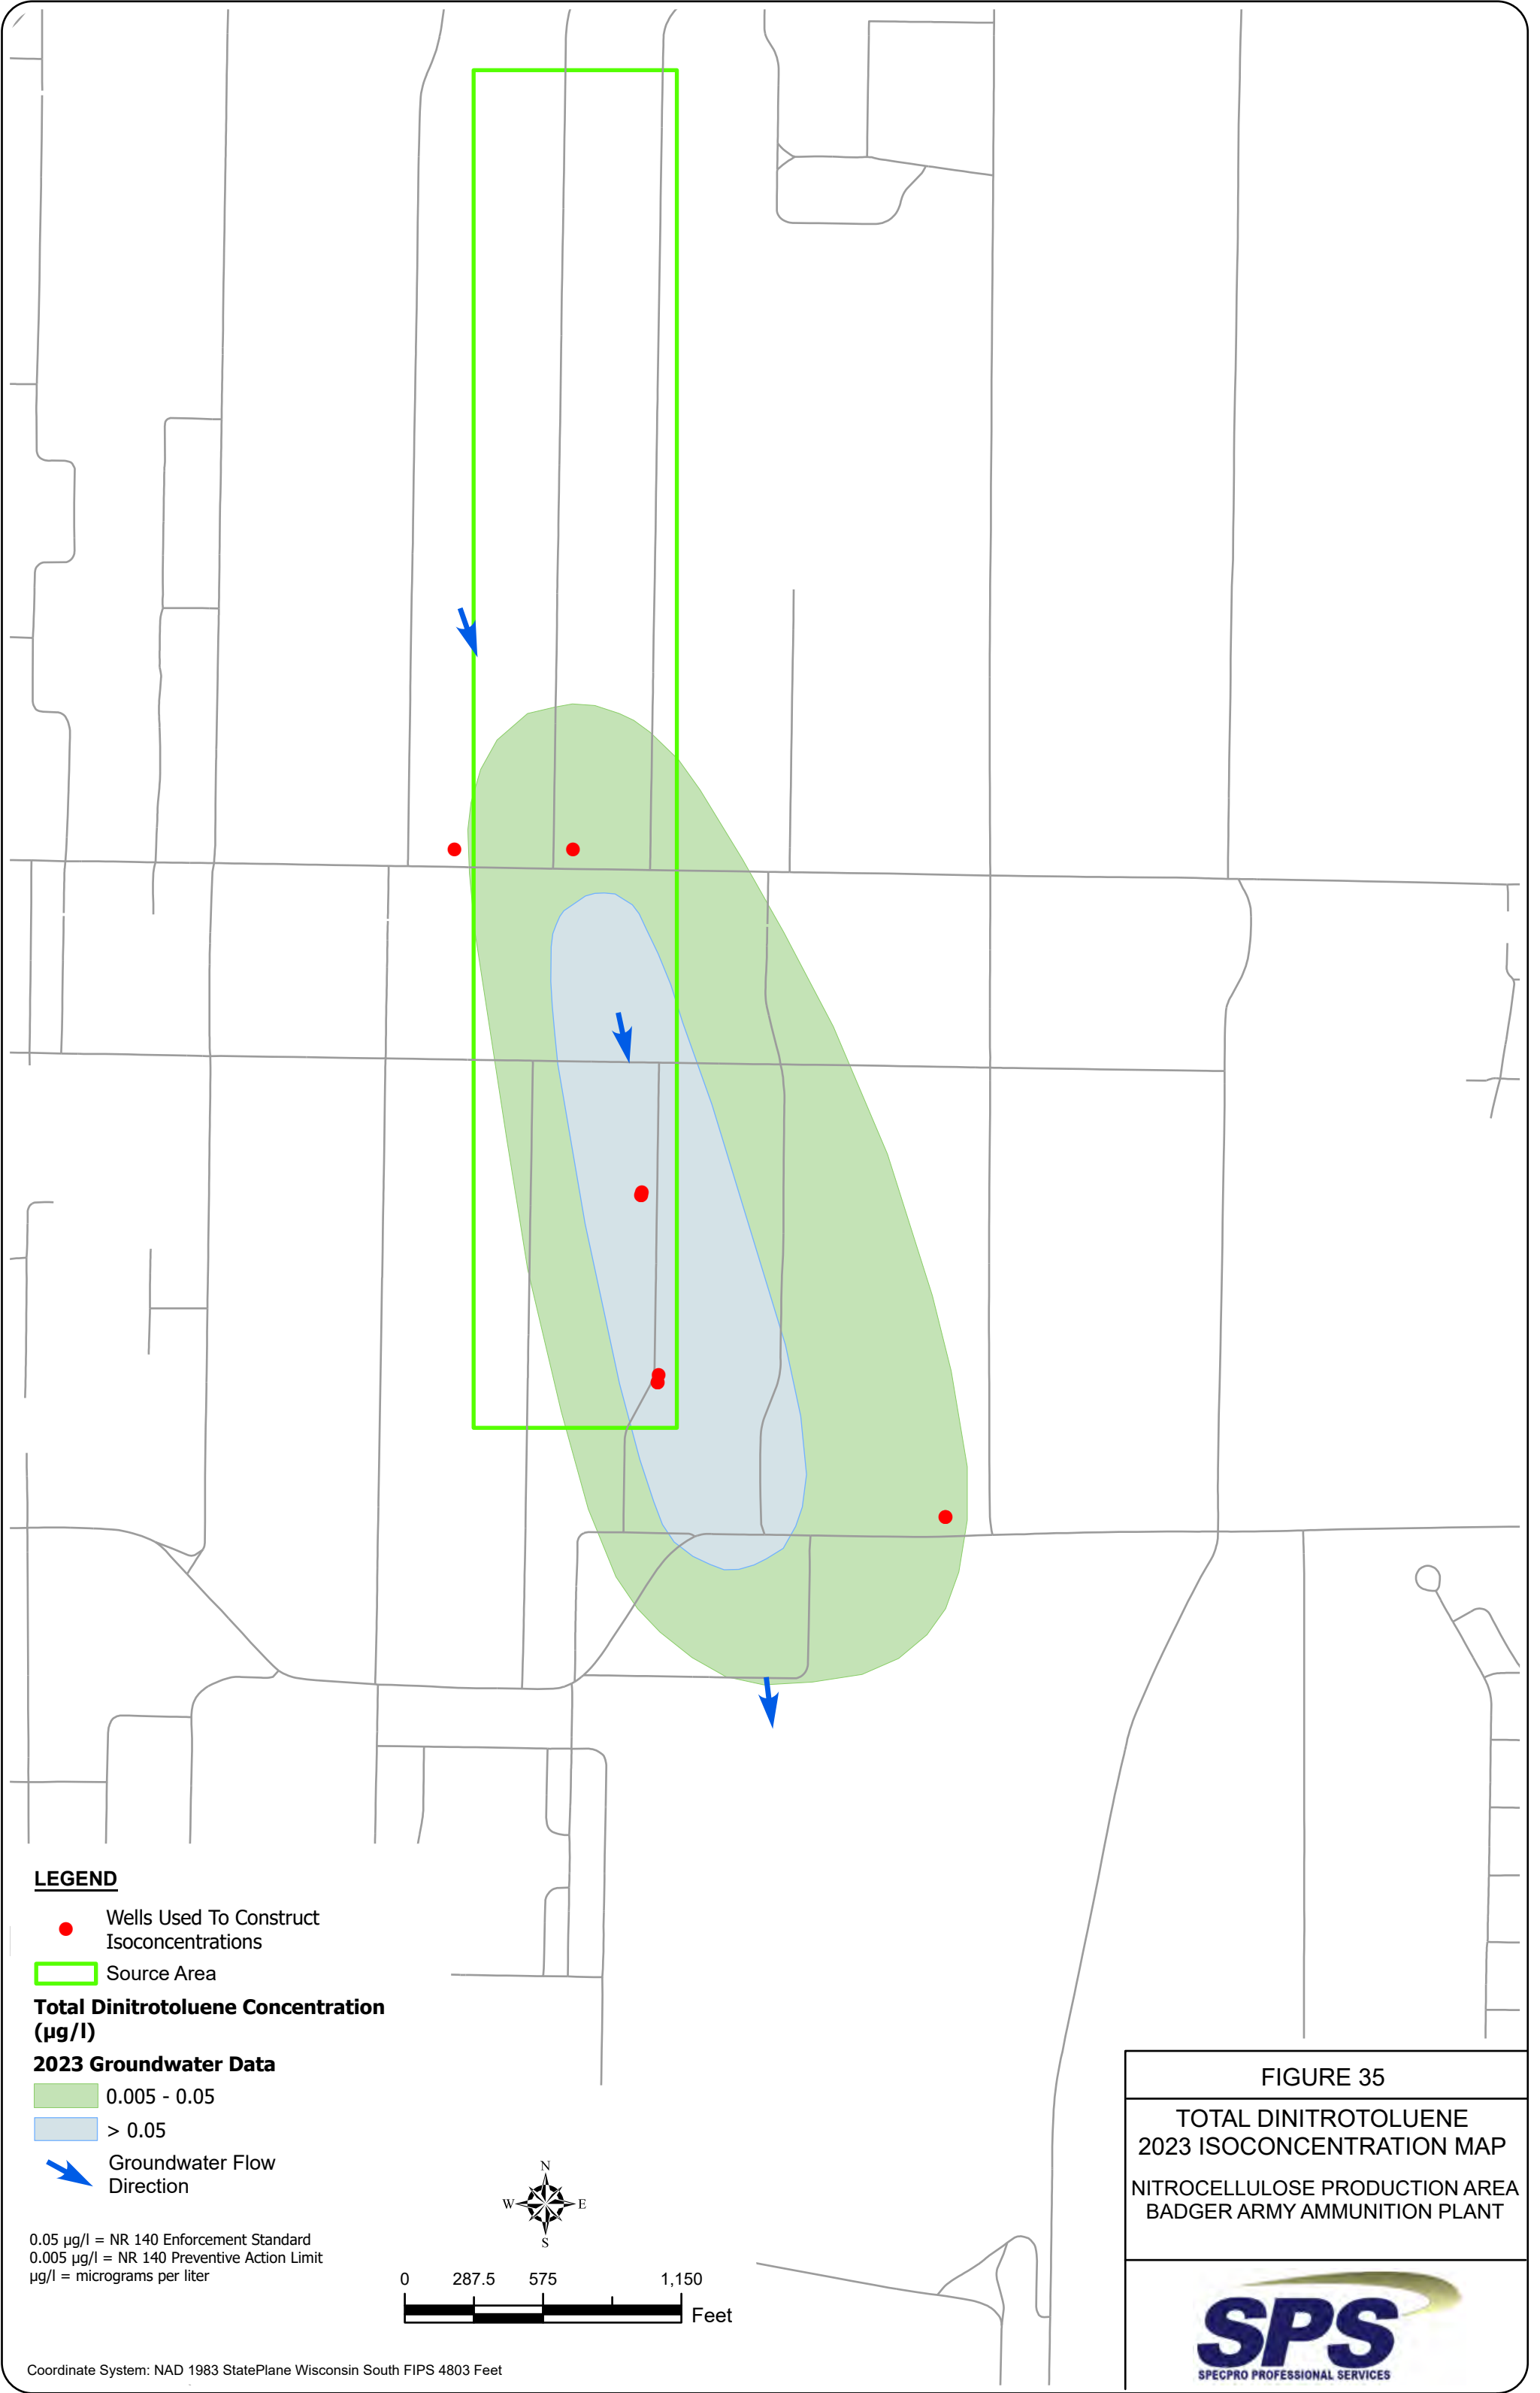 LEGEND
Wells Used To Construct
Isoconcentrations
Source Area
Total Dinitrotoluene Concentration
(µg/l)
2023 Groundwater Data
0.005 - 0.05
> 0.05
Groundwater Flow
Direction
0.05 µg/l = NR 140 Enforcement Standard
0.005 µg/l = NR 140 Preventive Action Limit
µg/l = micrograms per liter
N
W E
S
0 287.5 575 1,150
Feet
Coordinate System: NAD 1983 StatePlane Wisconsin South FIPS 4803 Feet
FIGURE 35
TOTAL DINITROTOLUENE
2023 ISOCONCENTRATION MAP
NITROCELLULOSE PRODUCTION AREA
BADGER ARMY AMMUNITION PLANT
SPS
SPECPRO PROFESSIONAL SERVICES